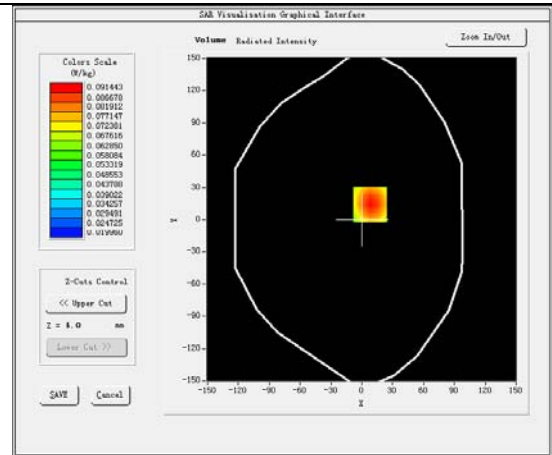 SAR Visualisation Graphical Interface
Volume Radiated Intensity
Zoom In/Out
Colors Scale
(W/kg)
0.091443
0.086678
0.081912
0.077147
0.072381
0.067616
0.062850
0.058084
0.053319
0.048553
0.043788
0.039022
0.034257
0.029491
0.024725
0.019960
150
120
90
60
30
0
-30
-60
-90
-120
-150
Y
-150 -120 -90 -60 -30 0 30 60 90 120 150
X
Z-Cuts Control
<< Upper Cut
Z = 4.0 mm
Lower Cut >>
SAVE Cancel